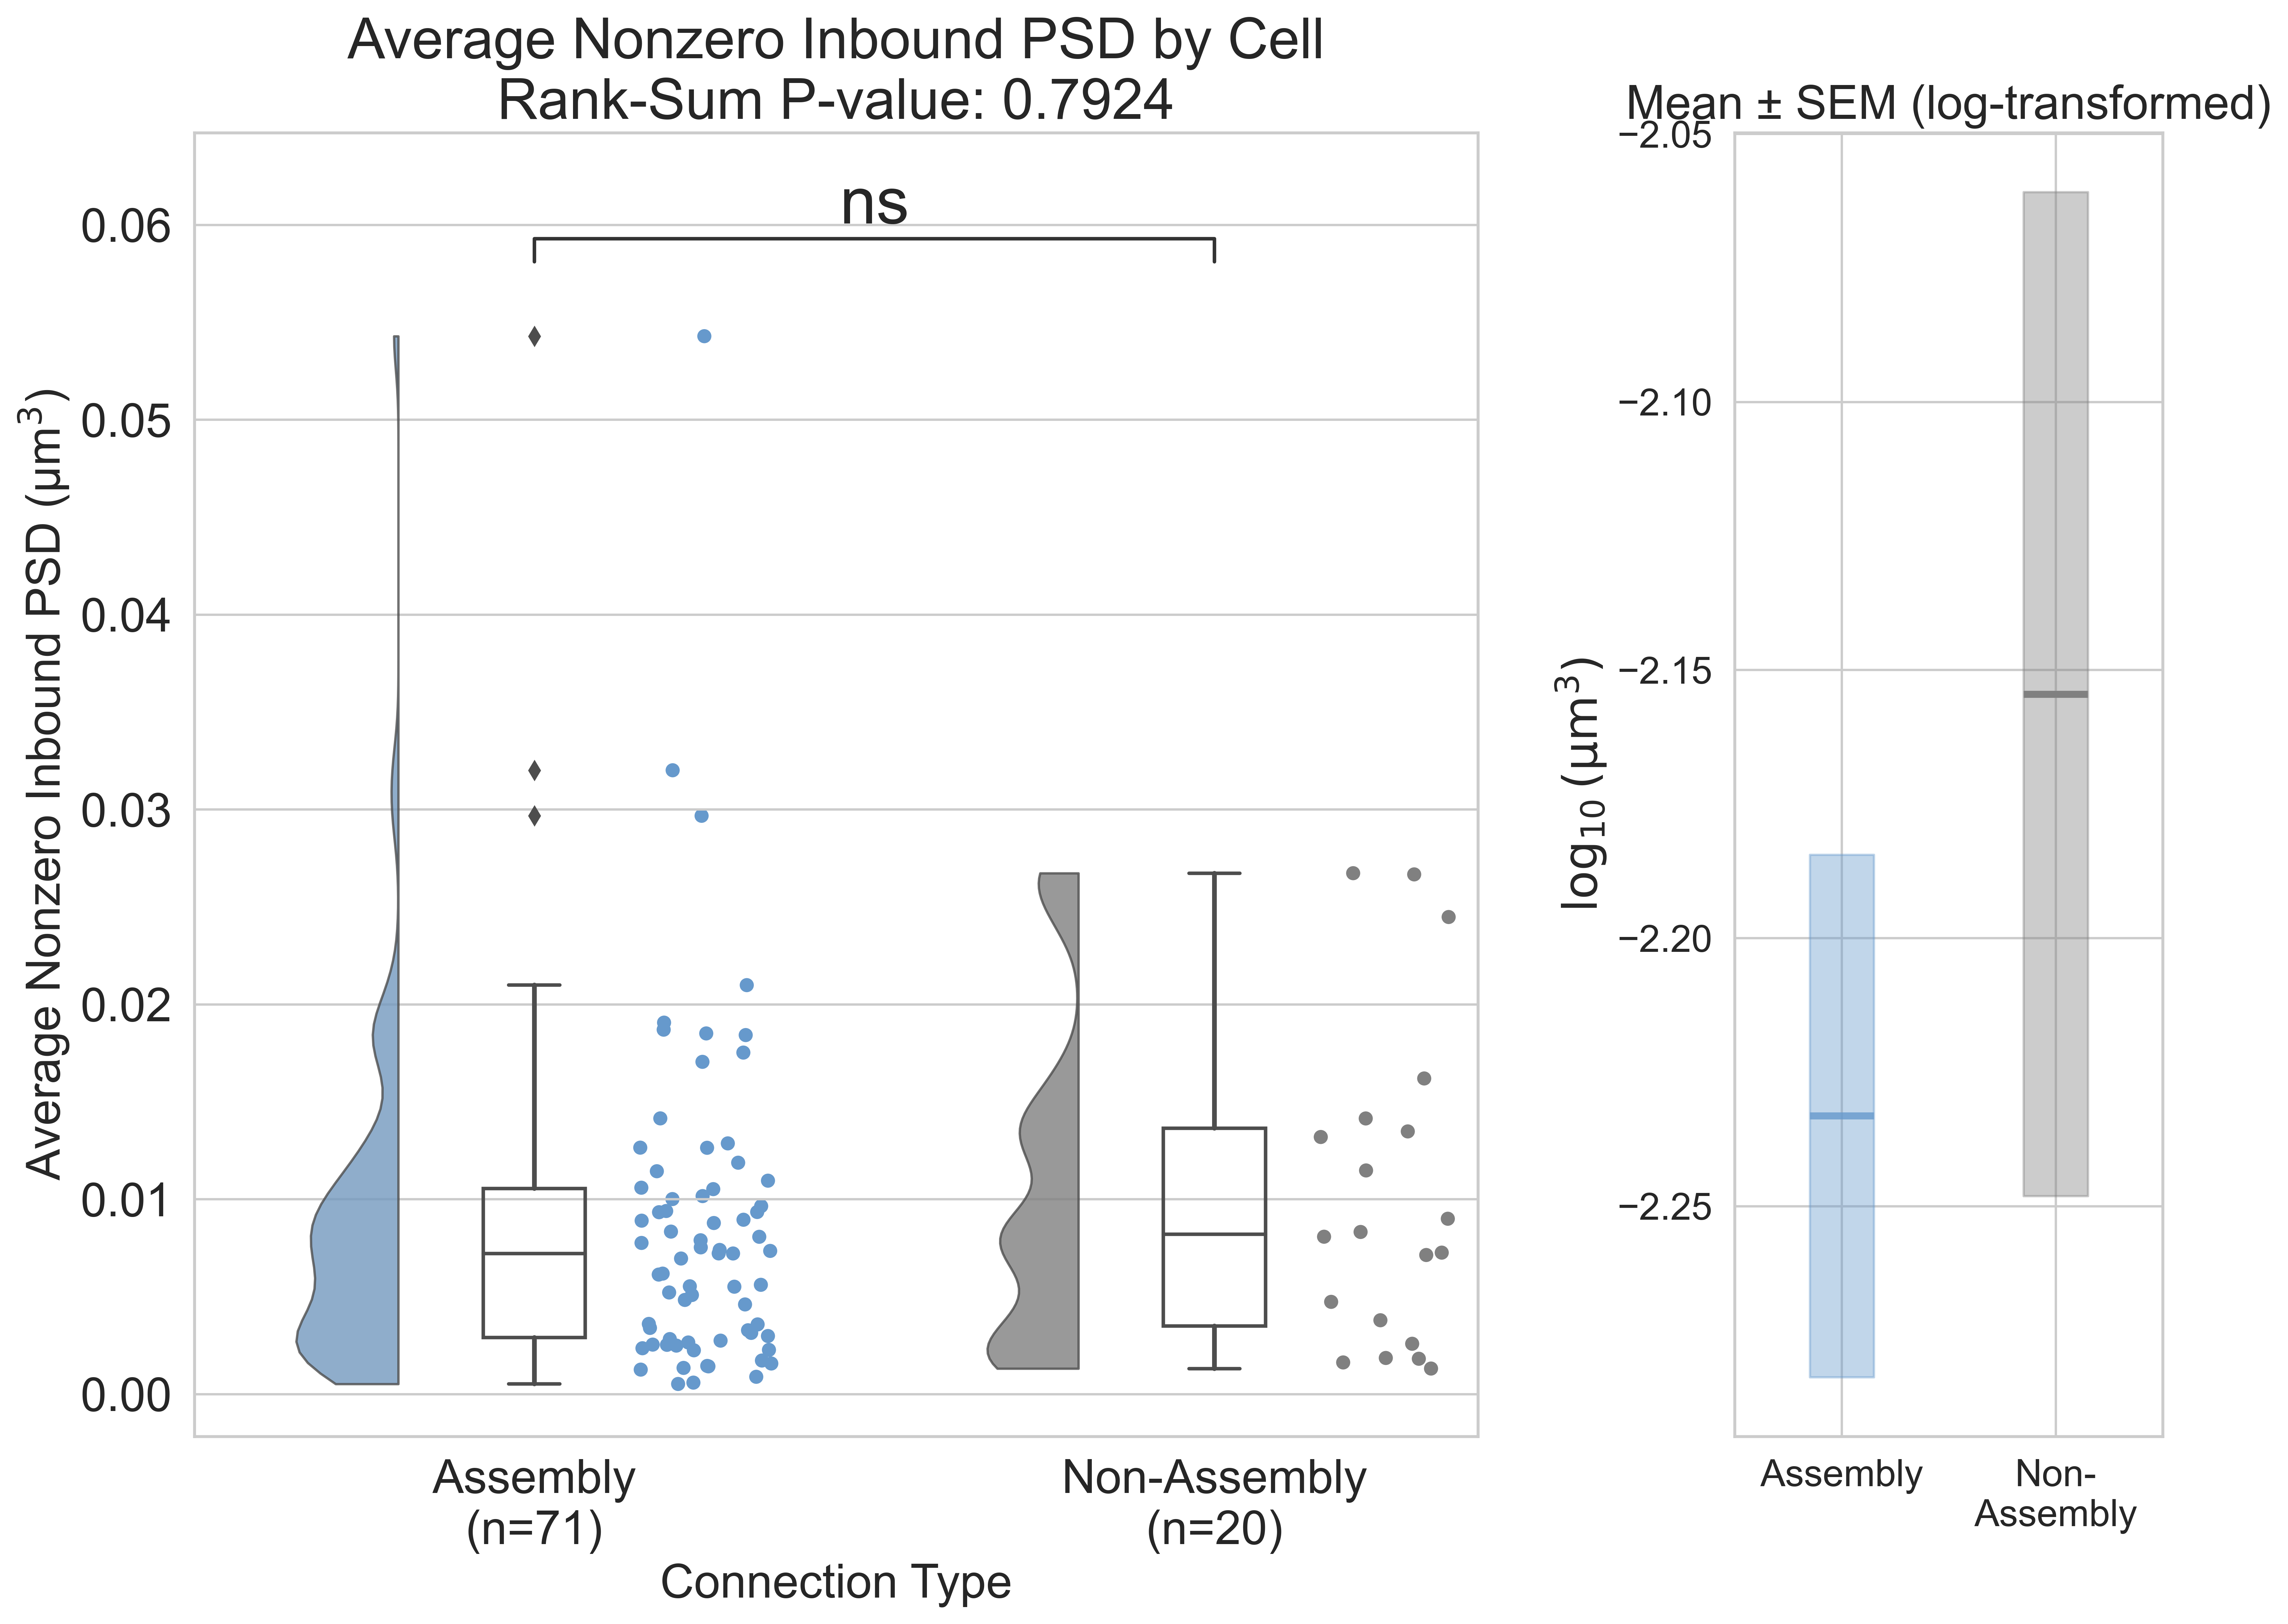 Average Nonzero Inbound PSD by Cell
Rank-Sum P-value: 0.7924
Average Nonzero Inbound PSD (μm³)
0.06
0.05
0.04
0.03
0.02
0.01
0.00
ns
Assembly
(n=71)
Non-Assembly
(n=20)
Connection Type
Mean ± SEM (log-transformed)
log₁₀ (μm³)
−2.05
−2.10
−2.15
−2.20
−2.25
Assembly
Non-
Assembly